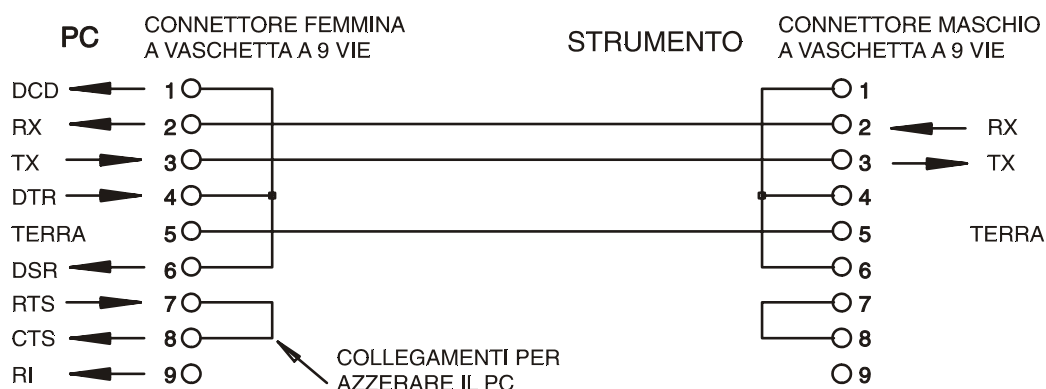 PC
CONNETTORE FEMMINA
A VASCHETTA A 9 VIE
STRUMENTO
CONNETTORE MASCHIO
A VASCHETTA A 9 VIE
DCD 1 1
RX 2 2 RX
TX 3 3 TX
DTR 4 4
TERRA 5 5 TERRA
DSR 6 6
RTS 7 7
CTS 8 8
COLLEGAMENTI PER
AZZERARE IL PC
RI 9 9